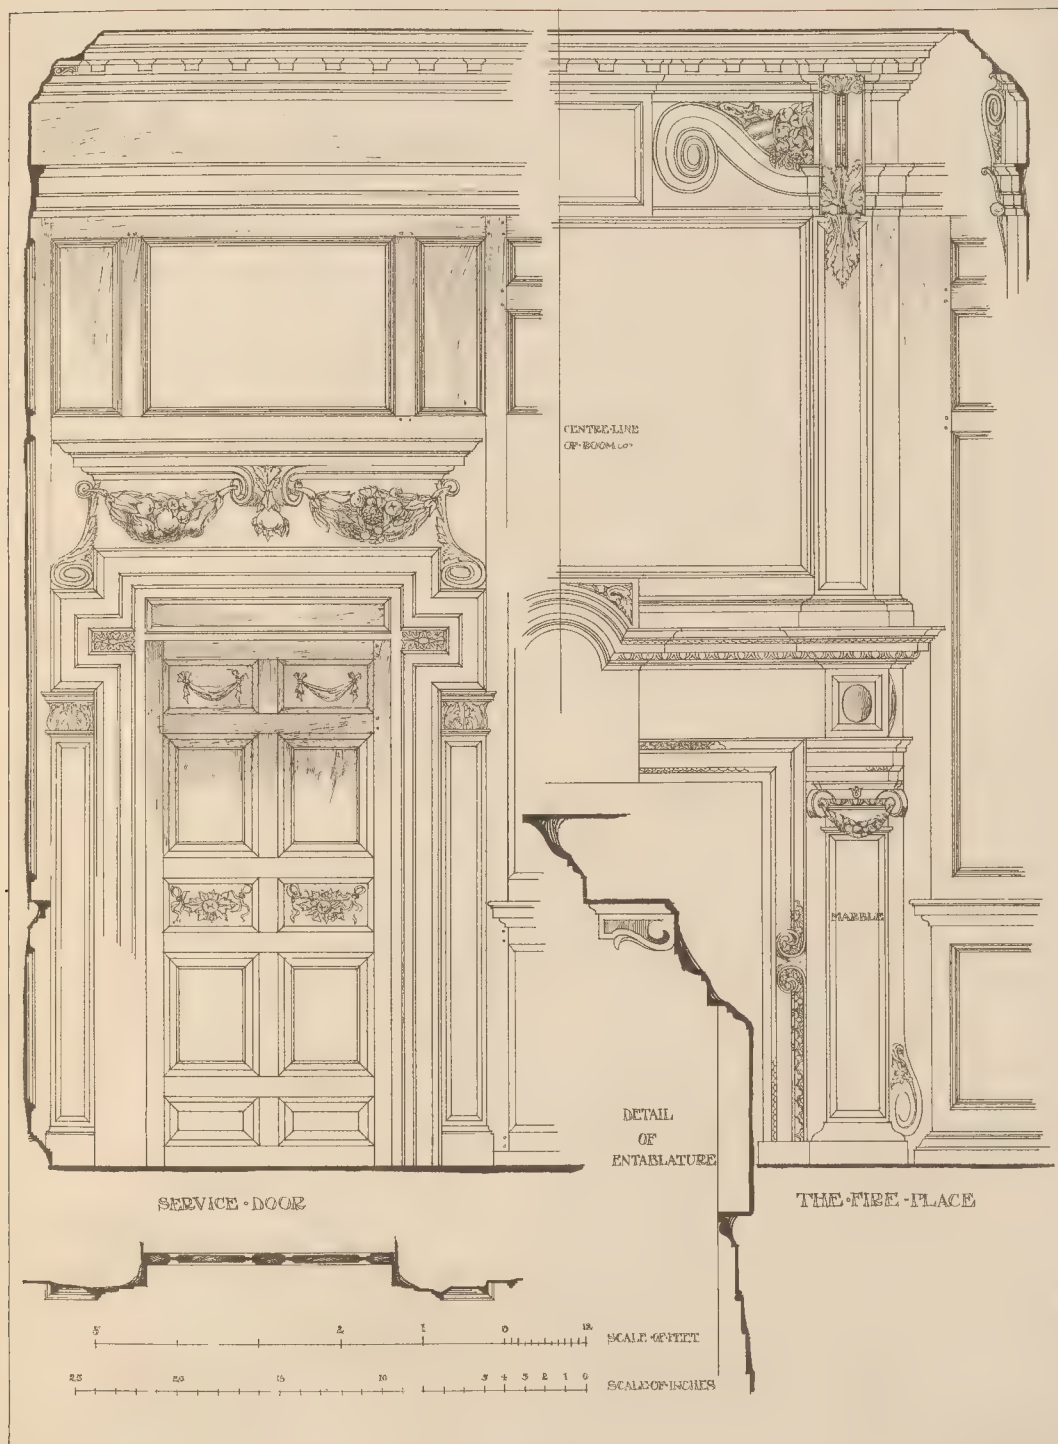 CENTRE·LINE
OF·ROOM
MARBLE
DETAIL
OF
ENTABLATURE
SERVICE·DOOR
THE·FIRE-PLACE
5 2 1 0 12
SCALE·OF·FEET
25 20 15 10 5 4 3 2 1 0
SCALE·OF·INCHES